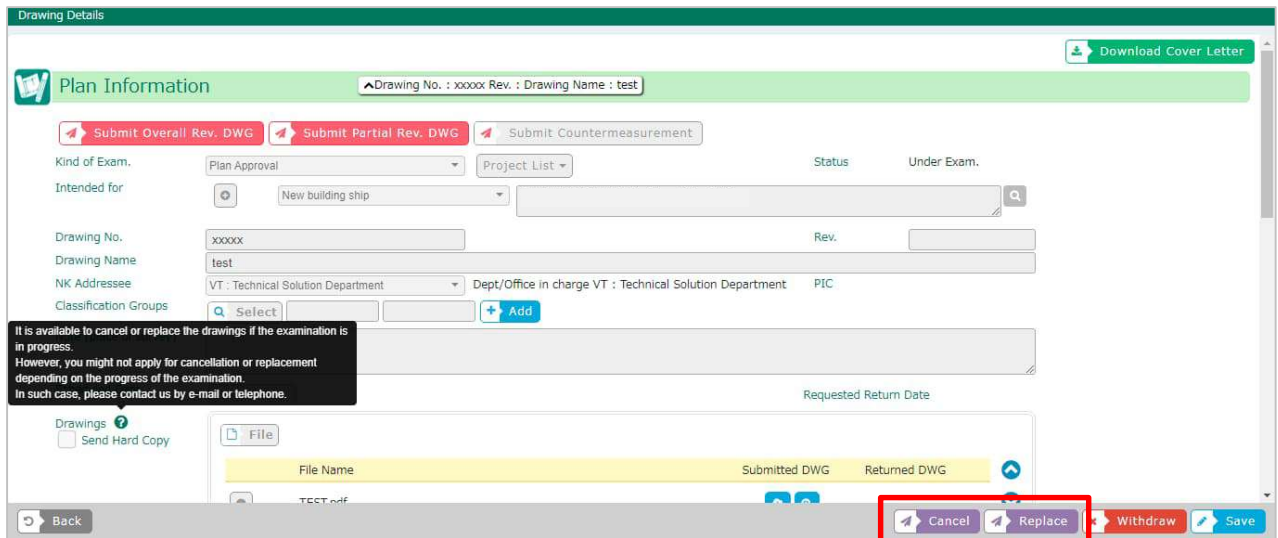 Drawing Details
Download Cover Letter
Plan Information
Drawing No. : xxxxx Rev. : Drawing Name : test
Submit Overall Rev. DWG
Submit Partial Rev. DWG
Submit Countermeasurement
Kind of Exam.
Plan Approval
Project List
Status
Under Exam.
Intended for
New building ship
Drawing No.
xxxxx
Rev.
Drawing Name
test
NK Addressee
VT : Technical Solution Department
Dept/Office in charge VT : Technical Solution Department
PIC
Classification Groups
Select
Add
It is available to cancel or replace the drawings if the examination is
in progress.
However, you might not apply for cancellation or replacement
depending on the progress of the examination.
In such case, please contact us by e-mail or telephone.
Requested Return Date
Drawings
Send Hard Copy
File
File Name
Submitted DWG
Returned DWG
TEST.pdf
Back
Cancel
Replace
Withdraw
Save